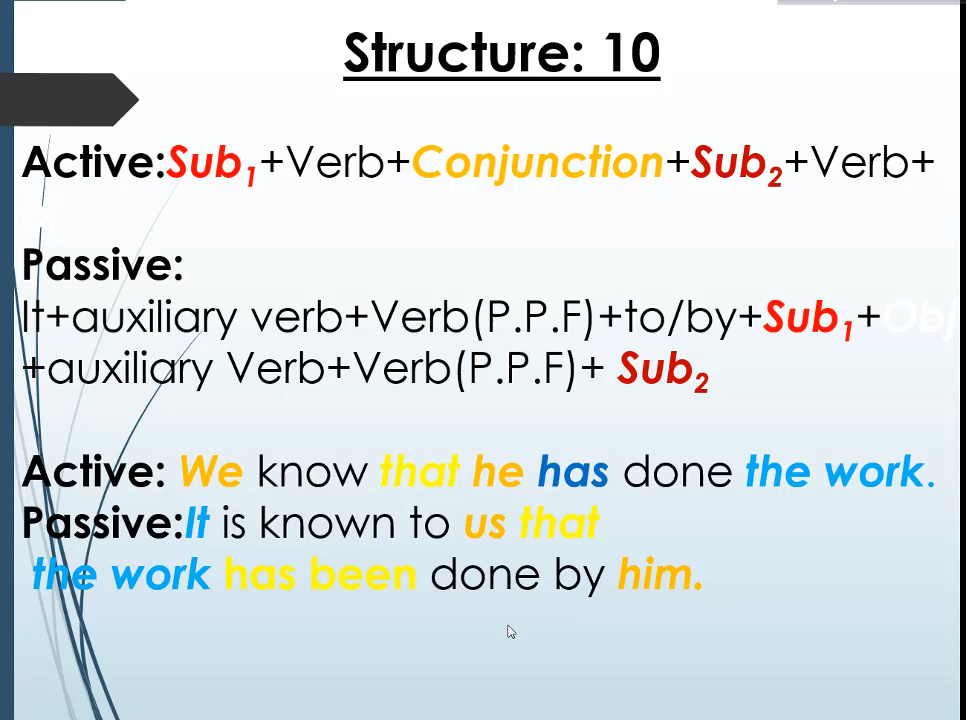 Structure: 10
Active:Sub1+Verb+Conjunction+Sub2+Verb+
Passive:
It+auxiliary verb+Verb(P.P.F)+to/by+Sub1+Obj
+auxiliary Verb+Verb(P.P.F)+ Sub2
Active: We know that he has done the work.
Passive:It is known to us that
the work has been done by him.